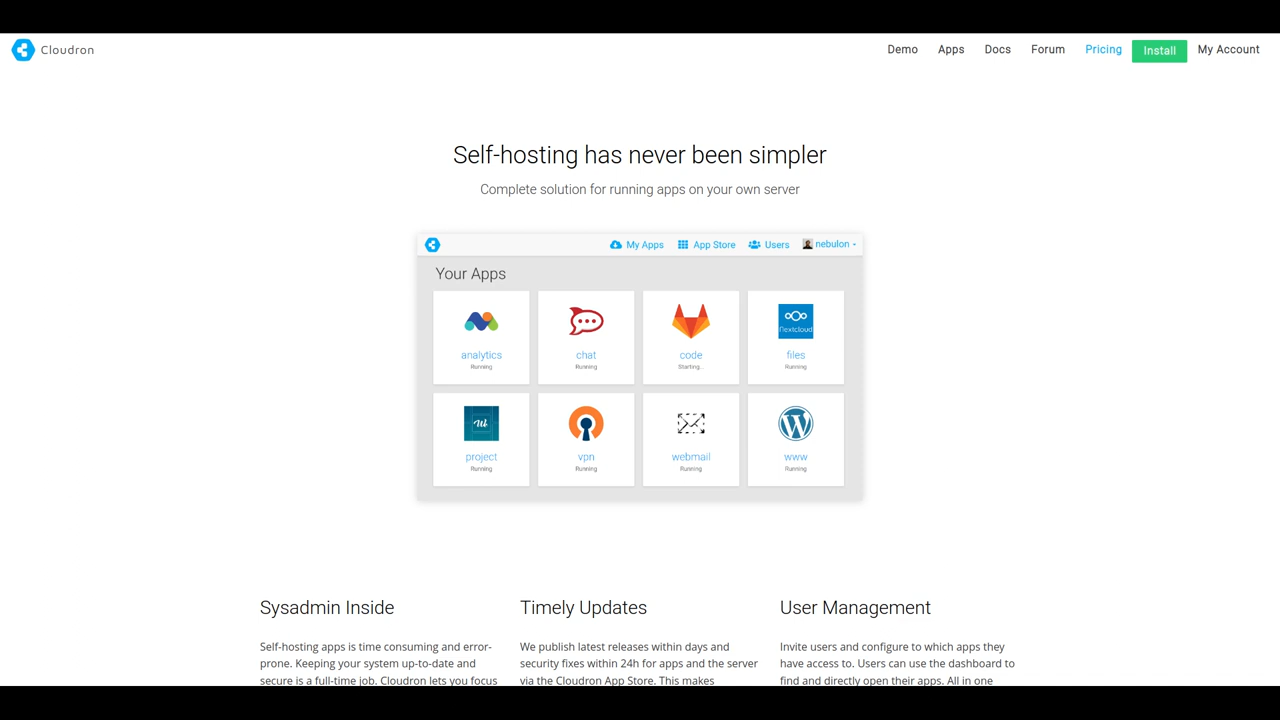 Cloudron
Demo Apps Docs Forum Pricing Install My Account
Self-hosting has never been simpler
Complete solution for running apps on your own server
My Apps App Store Users nebulon
Your Apps
analytics chat code files
Running Running Starting... Running
nextcloud
project vpn webmail www
Running Running Running Running
Sysadmin Inside Timely Updates User Management
Self-hosting apps is time consuming and error- We publish latest releases within days and Invite users and configure to which apps they
prone. Keeping your system up-to-date and security fixes within 24h for apps and the server have access to. Users can use the dashboard to
secure is a full-time job. Cloudron lets you focus via the Cloudron App Store. This makes find and directly open their apps. All in one